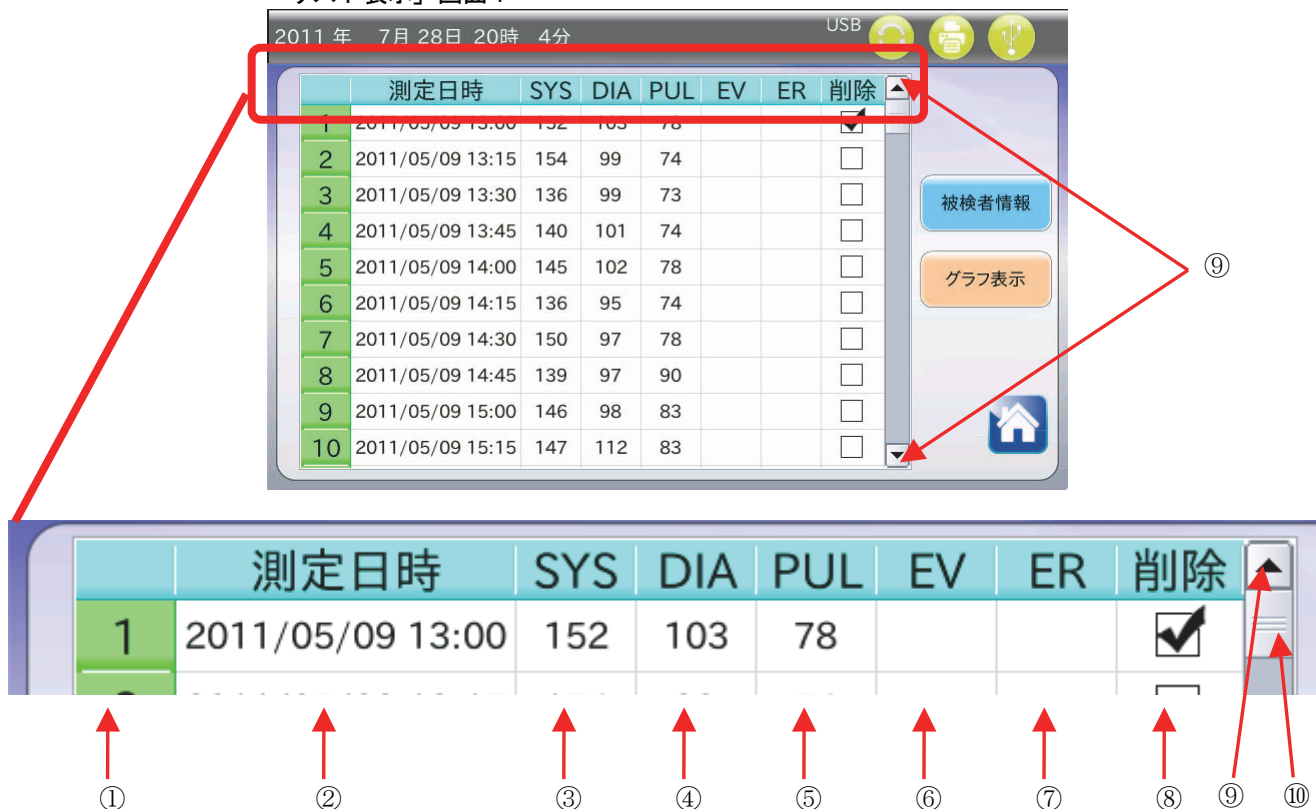 リスト表示」画面：
2011 年 7月 28日 20時 4分 USB
測定日時 SYS DIA PUL EV ER 削除
1 2011/05/09 13:00 152 103 78
2 2011/05/09 13:15 154 99 74
3 2011/05/09 13:30 136 99 73
4 2011/05/09 13:45 140 101 74
5 2011/05/09 14:00 145 102 78
6 2011/05/09 14:15 136 95 74
7 2011/05/09 14:30 150 97 78
8 2011/05/09 14:45 139 97 90
9 2011/05/09 15:00 146 98 83
10 2011/05/09 15:15 147 112 83
被検者情報
グラフ表示
⑨
測定日時 SYS DIA PUL EV ER 削除
1 2011/05/09 13:00 152 103 78
① ② ③ ④ ⑤ ⑥ ⑦ ⑧ ⑨ ⑩